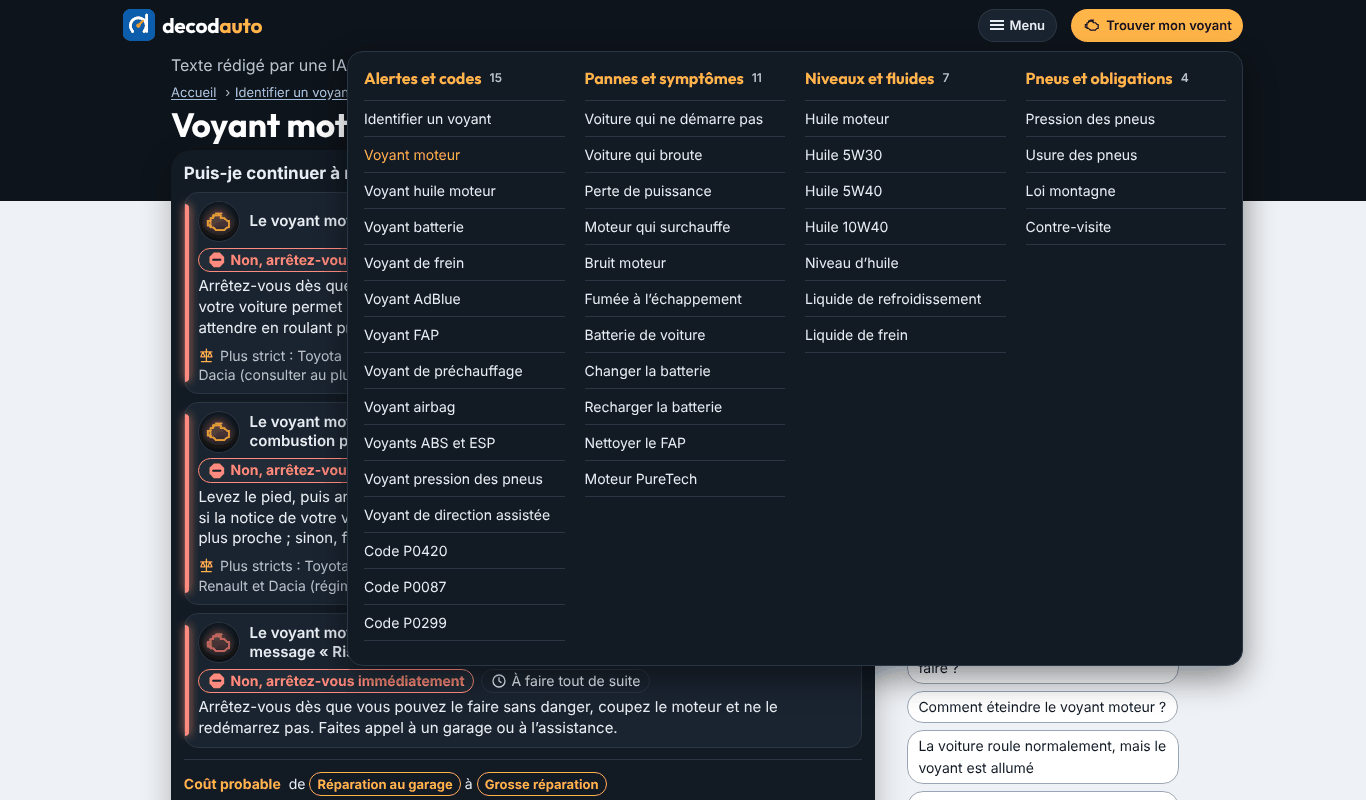 decodauto
Menu
Trouver mon voyant
Texte rédigé par une IA
Accueil › Identifier un voyan
Voyant mot
Puis-je continuer à r
Le voyant mo
Non, arrêtez-vou
Arrêtez-vous dès que
votre voiture permet
attendre en roulant pr
Plus strict : Toyota
Dacia (consulter au plu
Le voyant mo
combustion p
Non, arrêtez-vou
Levez le pied, puis ar
si la notice de votre v
plus proche ; sinon, f
Plus stricts : Toyota
Renault et Dacia (régim
Le voyant mo
message « Ris
Non, arrêtez-vous immédiatement
À faire tout de suite
Arrêtez-vous dès que vous pouvez le faire sans danger, coupez le moteur et ne le
redémarrez pas. Faites appel à un garage ou à l’assistance.
Coût probable de Réparation au garage à Grosse réparation
Alertes et codes 15
Identifier un voyant
Voyant moteur
Voyant huile moteur
Voyant batterie
Voyant de frein
Voyant AdBlue
Voyant FAP
Voyant de préchauffage
Voyant airbag
Voyants ABS et ESP
Voyant pression des pneus
Voyant de direction assistée
Code P0420
Code P0087
Code P0299
Pannes et symptômes 11
Voiture qui ne démarre pas
Voiture qui broute
Perte de puissance
Moteur qui surchauffe
Bruit moteur
Fumée à l’échappement
Batterie de voiture
Changer la batterie
Recharger la batterie
Nettoyer le FAP
Moteur PureTech
Niveaux et fluides 7
Huile moteur
Huile 5W30
Huile 5W40
Huile 10W40
Niveau d’huile
Liquide de refroidissement
Liquide de frein
Pneus et obligations 4
Pression des pneus
Usure des pneus
Loi montagne
Contre-visite
faire ?
Comment éteindre le voyant moteur ?
La voiture roule normalement, mais le
voyant est allumé